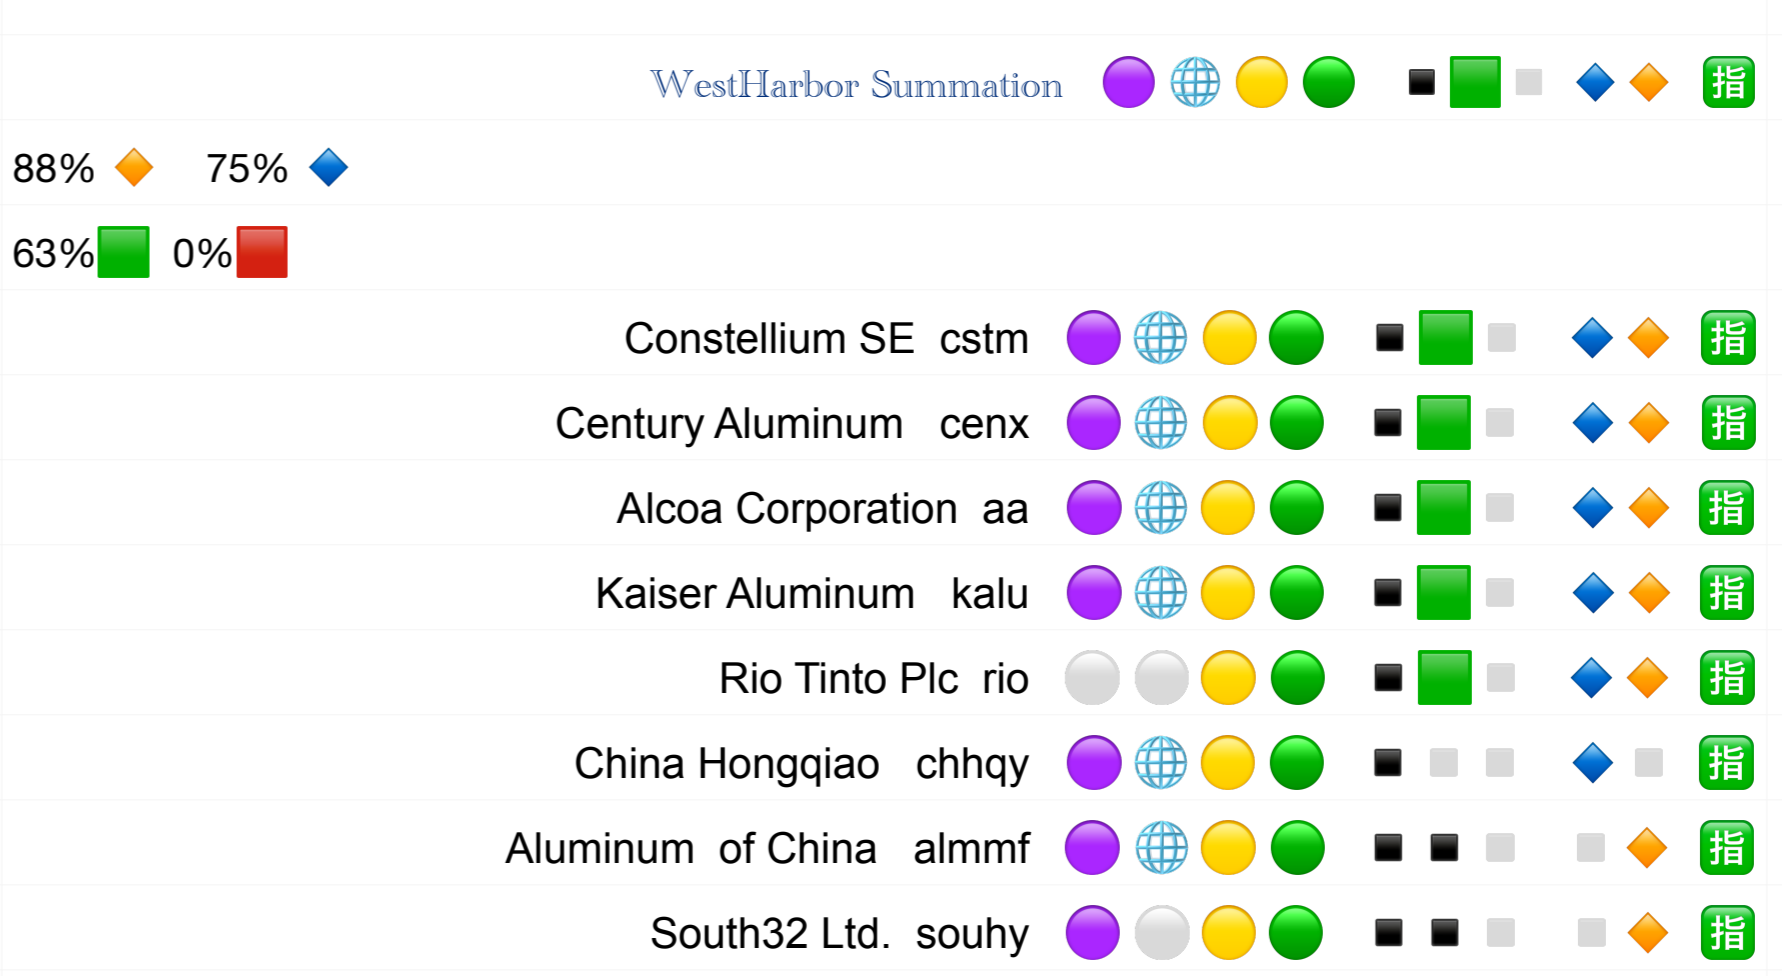 WestHarbor Summation 指
88% 75%
63% 0%
Constellium SE cstm 指
Century Aluminum cenx 指
Alcoa Corporation aa 指
Kaiser Aluminum kalu 指
Rio Tinto Plc rio 指
China Hongqiao chhqy 指
Aluminum of China almmf 指
South32 Ltd. souhy 指